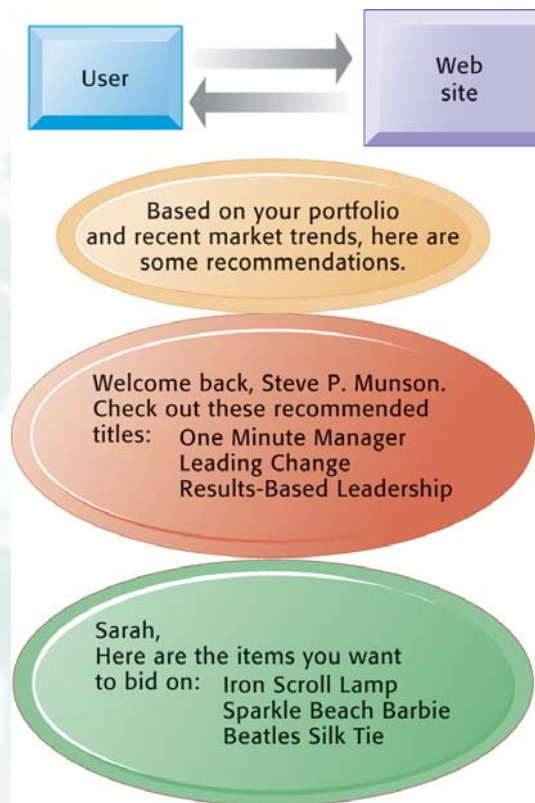 User
Web
site
Based on your portfolio
and recent market trends, here are
some recommendations.
Welcome back, Steve P. Munson.
Check out these recommended
titles: One Minute Manager
Leading Change
Results-Based Leadership
Sarah,
Here are the items you want
to bid on: Iron Scroll Lamp
Sparkle Beach Barbie
Beatles Silk Tie